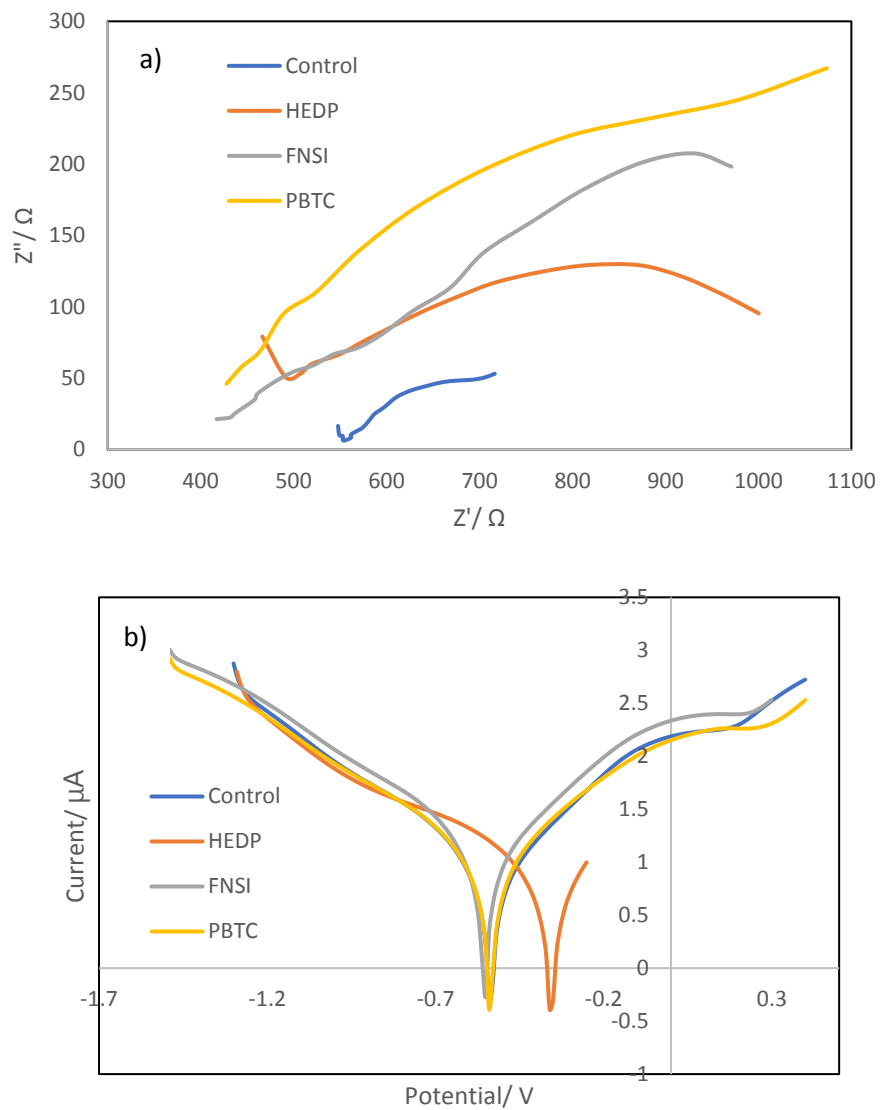 a)
300
250
200
150
100
50
0
Z"/ Ω
Control
HEDP
FNSI
PBTC
300 400 500 600 700 800 900 1000 1100
Z'/ Ω
b)
3.5
3
2.5
2
1.5
1
0.5
0
-0.5
-1
Current/ μA
Control
HEDP
FNSI
PBTC
-1.7 -1.2 -0.7 -0.2 0.3
Potential/ V